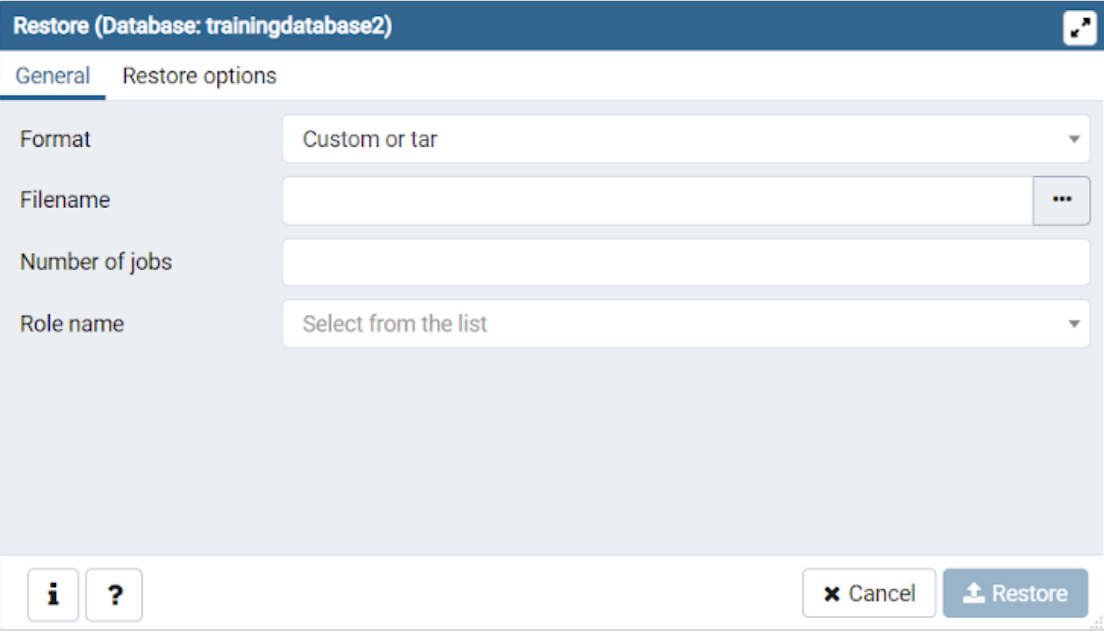 Restore (Database: trainingdatabase2)
General Restore options
Format Custom or tar
Filename ...
Number of jobs
Role name Select from the list
i ? Cancel Restore